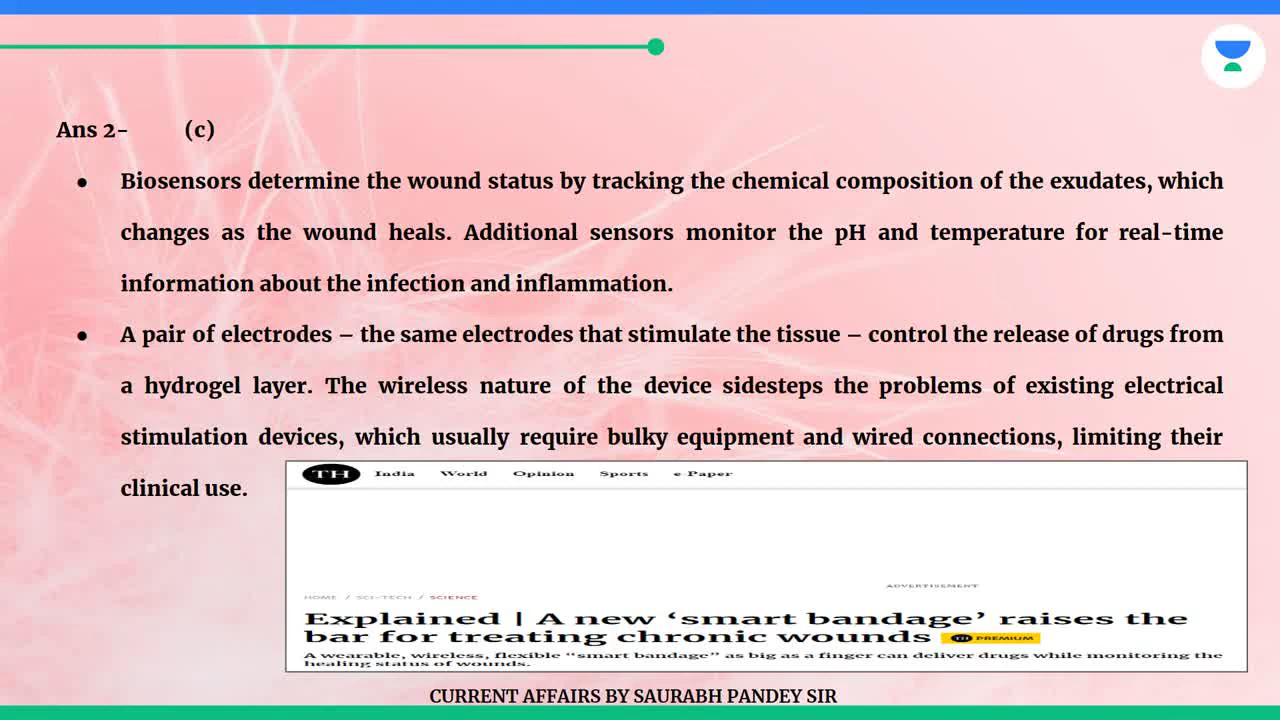 Ans 2- (c)
● Biosensors determine the wound status by tracking the chemical composition of the exudates, which
changes as the wound heals. Additional sensors monitor the pH and temperature for real-time
information about the infection and inflammation.
● A pair of electrodes – the same electrodes that stimulate the tissue – control the release of drugs from
a hydrogel layer. The wireless nature of the device sidesteps the problems of existing electrical
stimulation devices, which usually require bulky equipment and wired connections, limiting their
clinical use.
TH India World Opinion Sports e-Paper
ADVERTISEMENT
HOME / SCI-TECH / SCIENCE
Explained | A new ‘smart bandage’ raises the
bar for treating chronic wounds TH PREMIUM
A wearable, wireless, flexible “smart bandage” as big as a finger can deliver drugs while monitoring the
healing status of wounds.
CURRENT AFFAIRS BY SAURABH PANDEY SIR